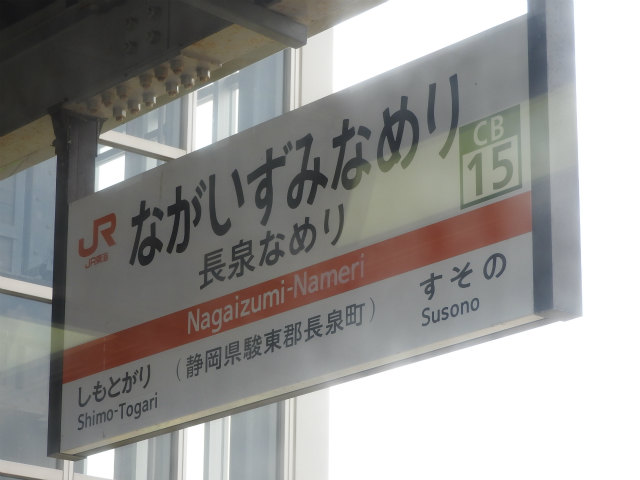 JR
JR東海
ながいずみなめり
CB
15
長泉なめり
Nagaizumi-Nameri
(静岡県駿東郡長泉町)
しもとがり
Shimo-Togari
すその
Susono